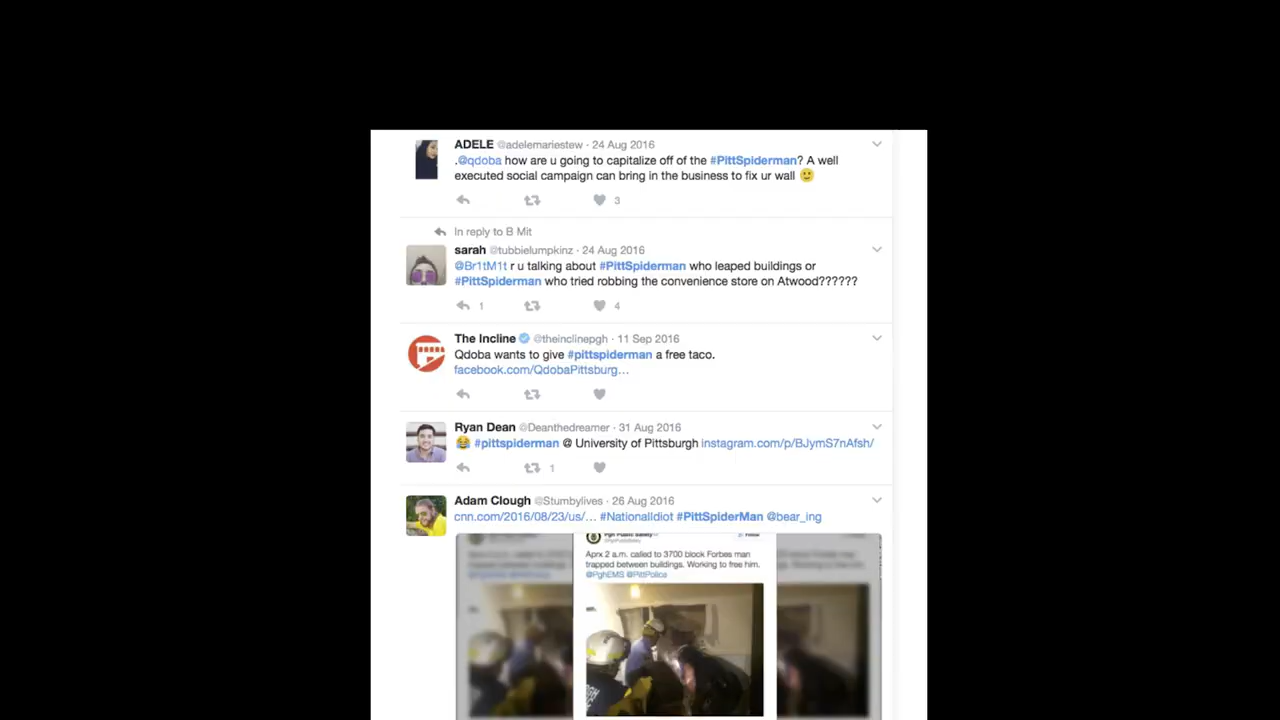 ADELE @adelemariestew · 24 Aug 2016
.@qdoba how are u going to capitalize off of the #PittSpiderman? A well
executed social campaign can bring in the business to fix ur wall 🙂
3
In reply to B Mit
sarah @tubbielumpkinz · 24 Aug 2016
@Br1tM1t r u talking about #PittSpiderman who leaped buildings or
#PittSpiderman who tried robbing the convenience store on Atwood??????
1 4
The Incline @theinclinepgh · 11 Sep 2016
Qdoba wants to give #pittspiderman a free taco.
facebook.com/QdobaPittsburg…
Ryan Dean @Deanthedreamer · 31 Aug 2016
😂 #pittspiderman @ University of Pittsburgh instagram.com/p/BJymS7nAfsh/
1
Adam Clough @Stumbylives · 26 Aug 2016
cnn.com/2016/08/23/us/… #NationalIdiot #PittSpiderMan @bear_ing
Pgh Public Safety
Aprx 2 a.m. called to 3700 block Forbes man
trapped between buildings. Working to free him.
@PghEMS @PittPolice